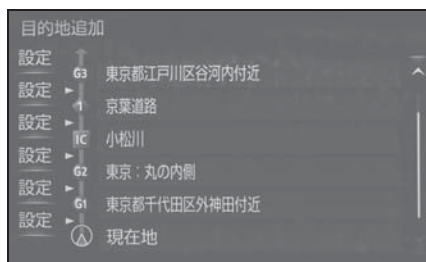 目的地追加
設定
G3 東京都江戸川区谷河内付近
設定
1 京葉道路
設定
IC 小松川
設定
G2 東京：丸の内側
設定
G1 東京都千代田区外神田付近
設定
現在地